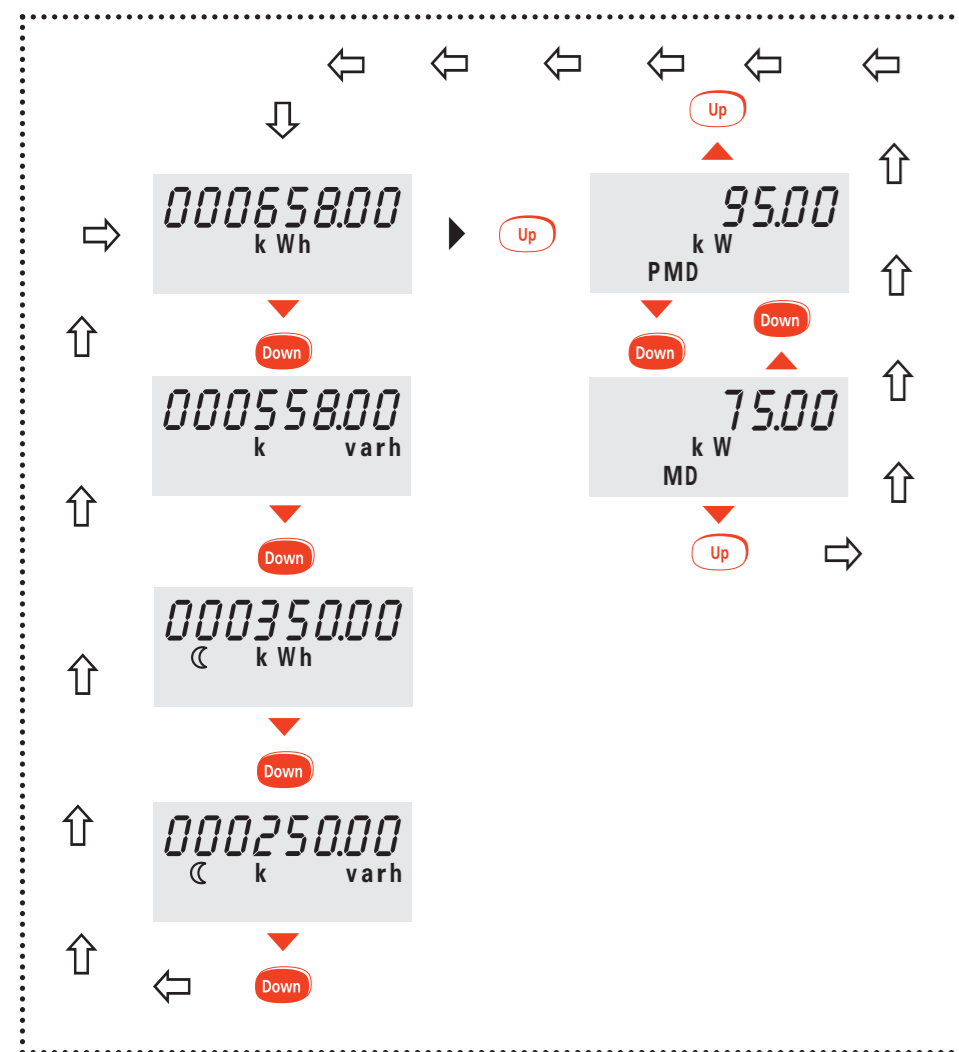 Up
000658.00
k Wh
Up
95.00
k W
PMD
Down
Down
Down
000558.00
k varh
75.00
k W
MD
Down
Up
000350.00
k Wh
Down
000250.00
k varh
Down